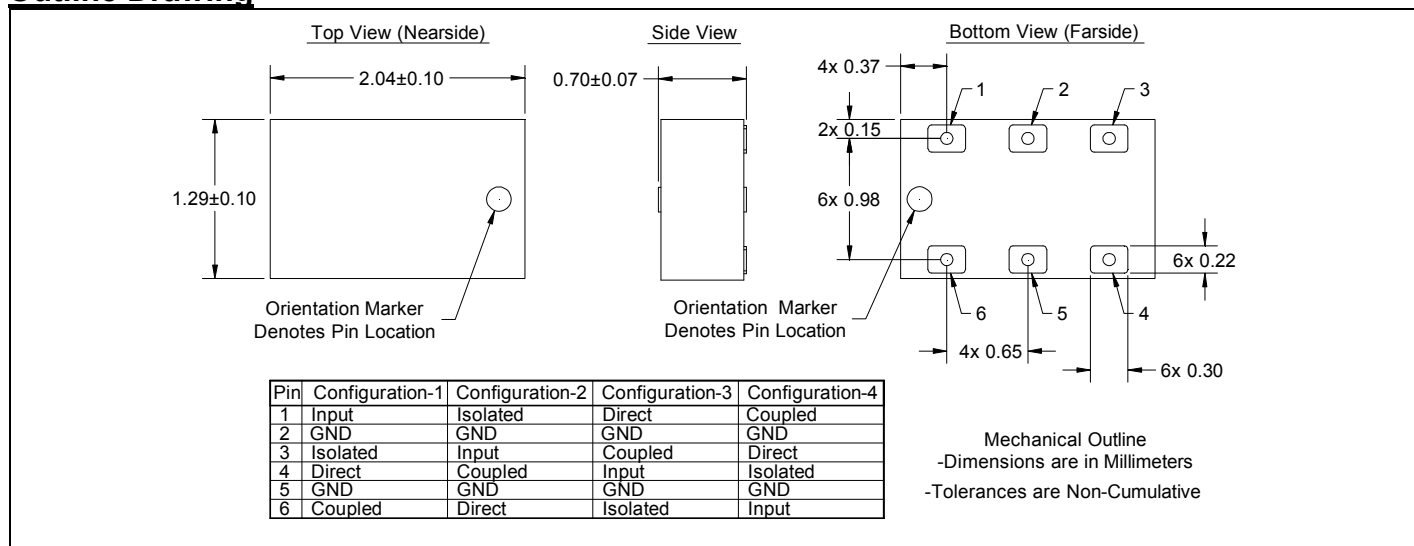 Outline Drawing
Top View (Nearside)
Side View
Bottom View (Farside)
2.04±0.10
0.70±0.07
4x 0.37
1
2
3
2x 0.15
1.29±0.10
6x 0.98
6x 0.22
Orientation Marker
Denotes Pin Location
Orientation Marker
Denotes Pin Location
6
5
4
4x 0.65
6x 0.30
Pin Configuration-1 Configuration-2 Configuration-3 Configuration-4
1 Input Isolated Direct Coupled
2 GND GND GND GND
3 Isolated Input Coupled Direct
4 Direct Coupled Input Isolated
5 GND GND GND GND
6 Coupled Direct Isolated Input
Mechanical Outline
-Dimensions are in Millimeters
-Tolerances are Non-Cumulative